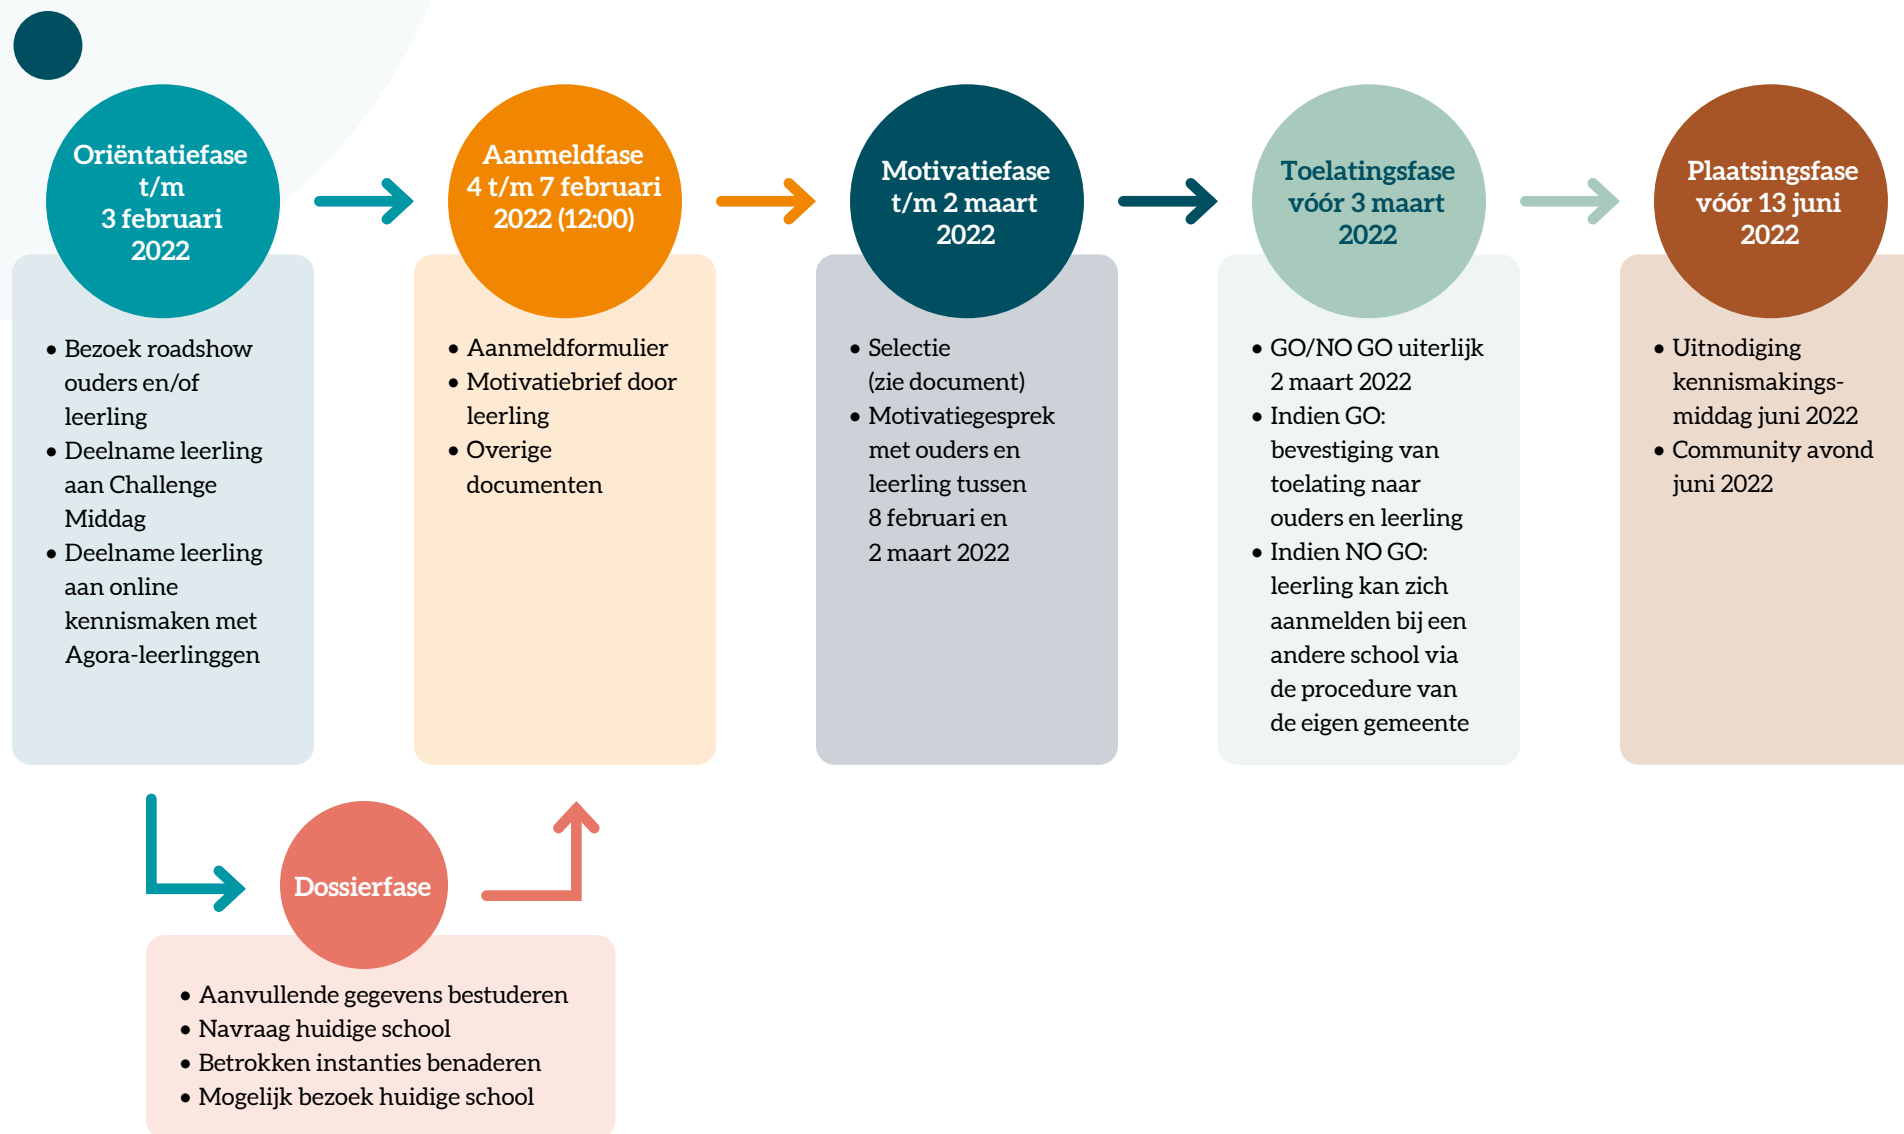 Oriëntatiefase
t/m
3 februari
2022
• Bezoek roadshow
ouders en/of
leerling
• Deelname leerling
aan Challenge
Middag
• Deelname leerling
aan online
kennismaken met
Agora-leerlinggen
Aanmeldfase
4 t/m 7 februari
2022 (12:00)
• Aanmeldformulier
• Motivatiebrief door
leerling
• Overige
documenten
Motivatiefase
t/m 2 maart
2022
• Selectie
(zie document)
• Motivatiegesprek
met ouders en
leerling tussen
8 februari en
2 maart 2022
Toelatingsfase
vóór 3 maart
2022
• GO/NO GO uiterlijk
2 maart 2022
• Indien GO:
bevestiging van
toelating naar
ouders en leerling
• Indien NO GO:
leerling kan zich
aanmelden bij een
andere school via
de procedure van
de eigen gemeente
Plaatsingsfase
vóór 13 juni
2022
• Uitnodiging
kennismakings-
middag juni 2022
• Community avond
juni 2022
Dossierfase
• Aanvullende gegevens bestuderen
• Navraag huidige school
• Betrokken instanties benaderen
• Mogelijk bezoek huidige school